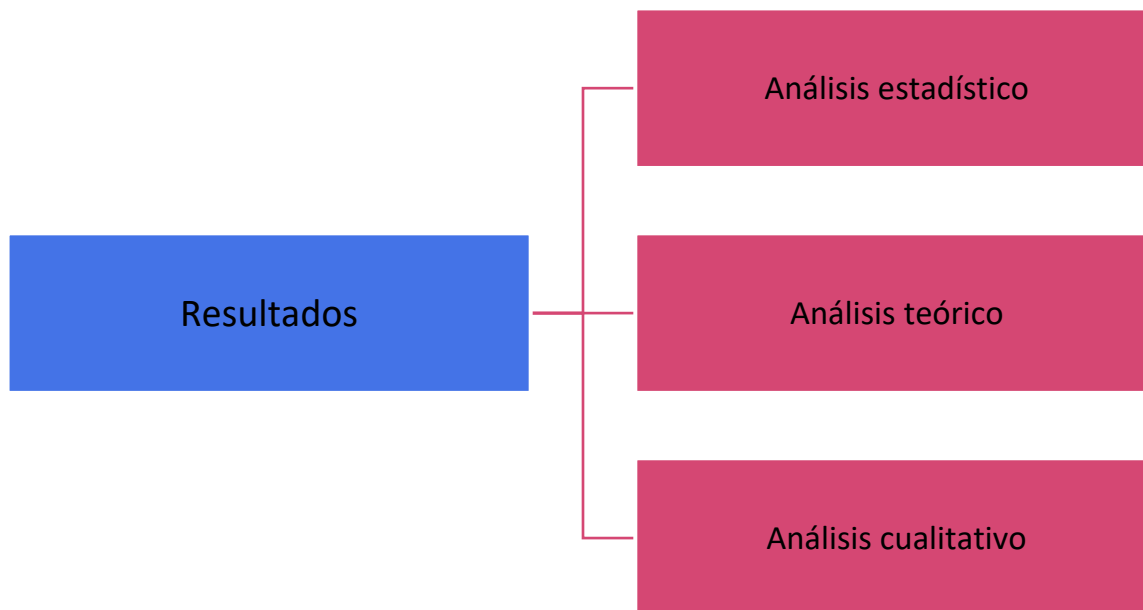 Resultados
Análisis estadístico
Análisis teórico
Análisis cualitativo